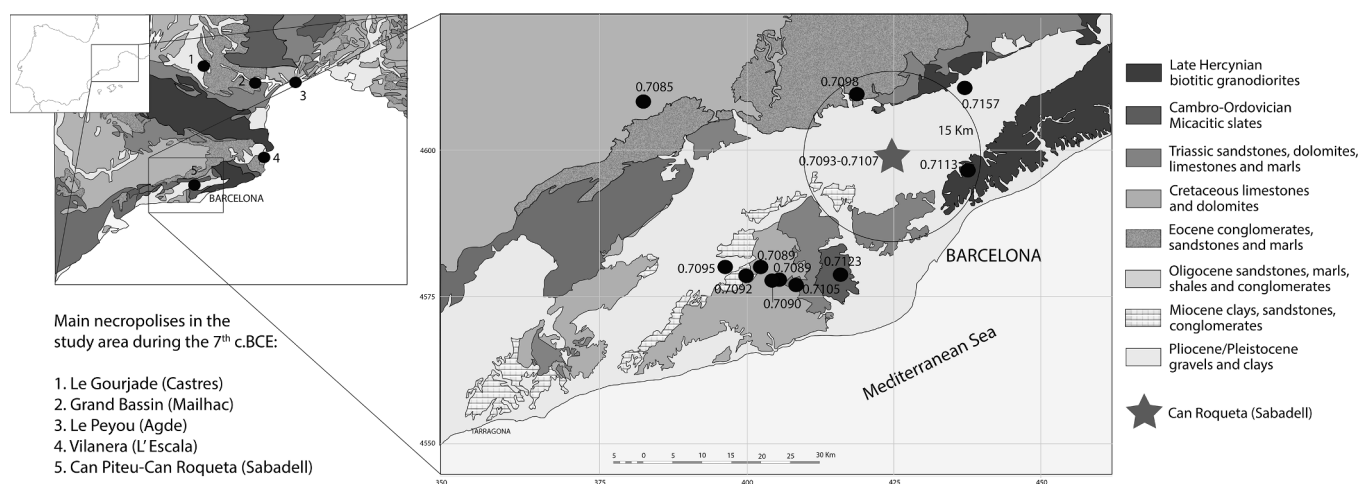 1
2
3
4
5
BARCELONA
Main necropolises in the
study area during the 7th c.BCE:
1. Le Gourjade (Castres)
2. Grand Bassin (Mailhac)
3. Le Peyou (Agde)
4. Vilanera (L' Escala)
5. Can Piteu-Can Roqueta (Sabadell)
4600
4575
4550
350
375
400
425
450
0.7085
0.7098
0.7157
15 Km
0.7093-0.7107
0.7113
BARCELONA
0.7089
0.7123
0.7095
0.7089
0.7092
0.7105
0.7090
Mediterranean Sea
TARRAGONA
5 0 5 10 15 20 25 30 Km
Late Hercynian
biotitic granodiorites
Cambro-Ordovician
Micacitic slates
Triassic sandstones, dolomites,
limestones and marls
Cretaceous limestones
and dolomites
Eocene conglomerates,
sandstones and marls
Oligocene sandstones, marls,
shales and conglomerates
Miocene clays, sandstones,
conglomerates
Pliocene/Pleistocene
gravels and clays
Can Roqueta (Sabadell)